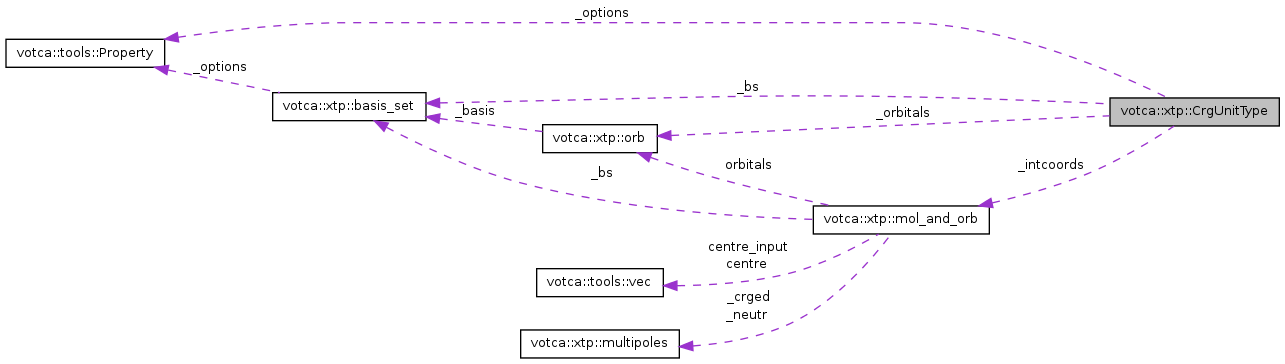 _options
votca::tools::Property
_options
_bs
votca::xtp::basis_set
votca::xtp::CrgUnitType
_basis
_orbitals
votca::xtp::orb
orbitals
_intcoords
_bs
votca::xtp::mol_and_orb
centre_input
centre
votca::tools::vec
_crged
_neutr
votca::xtp::multipoles